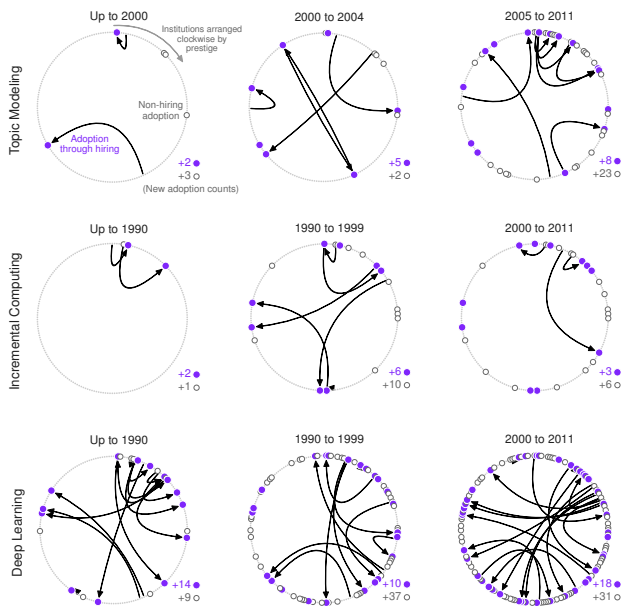 Up to 2000
2000 to 2004
2005 to 2011
Institutions arranged
clockwise by
prestige
Topic Modeling
Non-hiring
adoption
Adoption
through hiring
+2
+3
(New adoption counts)
+5
+2
+8
+23
Up to 1990
1990 to 1999
2000 to 2011
Incremental Computing
+2
+1
+6
+10
+3
+6
Up to 1990
1990 to 1999
2000 to 2011
Deep Learning
+14
+9
+10
+37
+18
+31